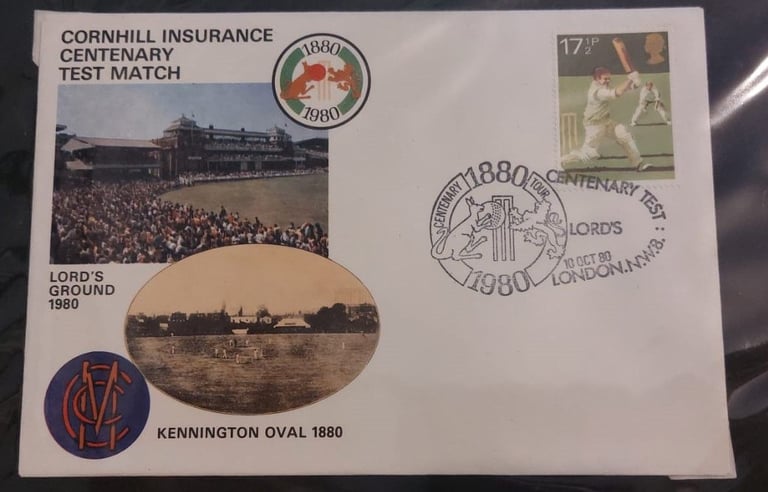 CORNHILL INSURANCE
CENTENARY
TEST MATCH
1880
1980
17½P
LORD'S
GROUND
1980
KENNINGTON OVAL 1880
MCC
CENTENARY 1880 TOUR
1980
CENTENARY TEST:
LORD'S
10 OCT 80
LONDON.N.W.8.